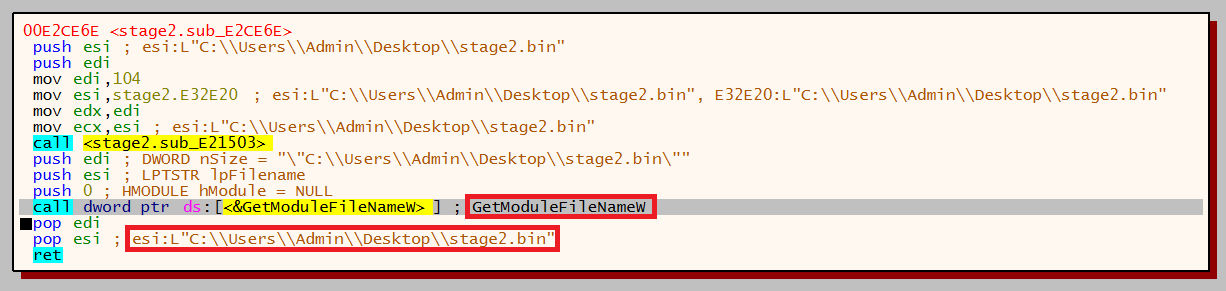 00E2CE6E <stage2.sub_E2CE6E>
push esi ; esi:L"C:\\Users\\Admin\\Desktop\\stage2.bin"
push edi
mov edi,104
mov esi,stage2.E32E20 ; esi:L"C:\\Users\\Admin\\Desktop\\stage2.bin", E32E20:L"C:\\Users\\Admin\\Desktop\\stage2.bin"
mov edx,edi
mov ecx,esi ; esi:L"C:\\Users\\Admin\\Desktop\\stage2.bin"
call <stage2.sub_E21503>
push edi ; DWORD nSize = "\"C:\\Users\\Admin\\Desktop\\stage2.bin\""
push esi ; LPTSTR lpFilename
push 0 ; HMODULE hModule = NULL
call dword ptr ds:[<&GetModuleFileNameW> ] ; GetModuleFileNameW
pop edi
pop esi ; esi:L"C:\\Users\\Admin\\Desktop\\stage2.bin"
ret